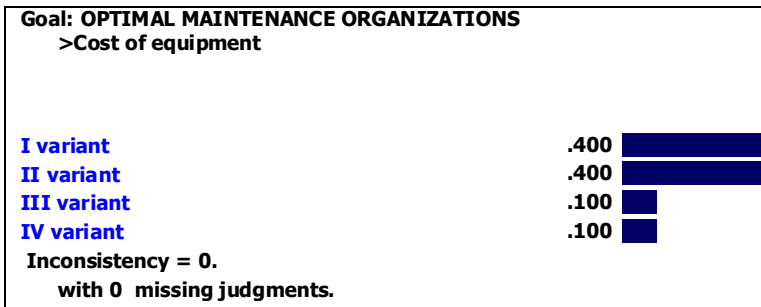 Goal: OPTIMAL MAINTENANCE ORGANIZATIONS
>Cost of equipment
I variant .400
II variant .400
III variant .100
IV variant .100
Inconsistency = 0.
with 0 missing judgments.